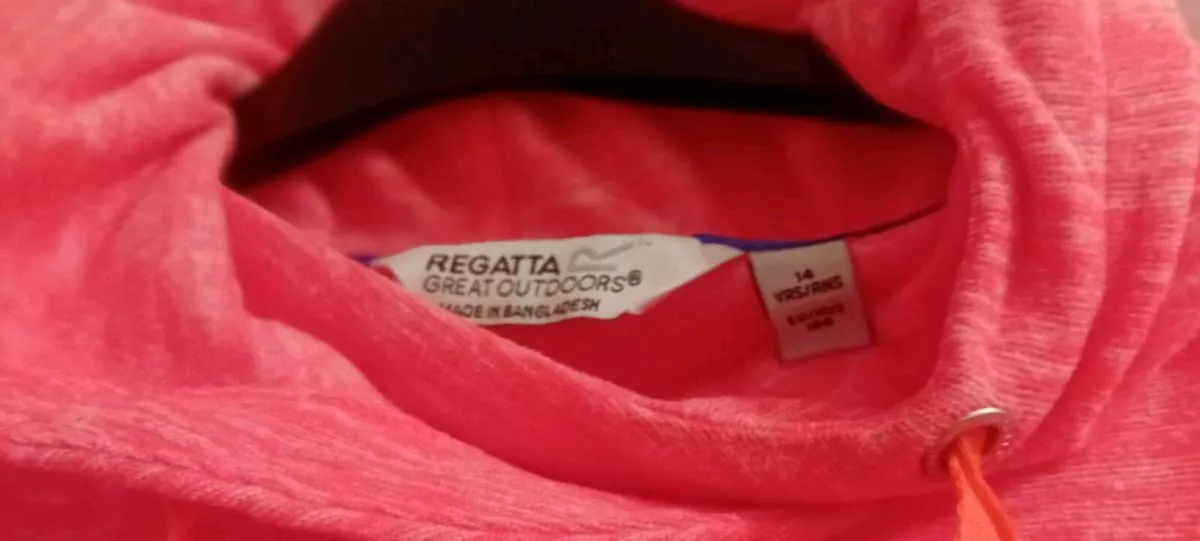 REGATTA
GREAT OUTDOORS®
MADE IN BANGLADESH
14
YRS/ANS